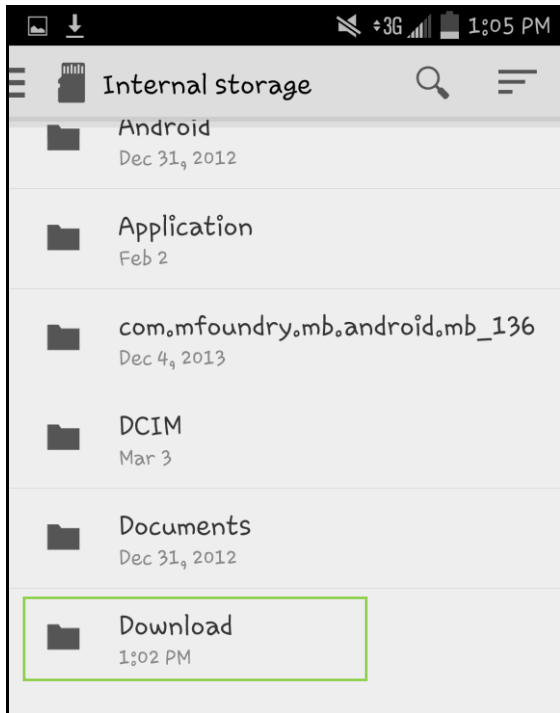 3G 1:05 PM
Internal storage
Android
Dec 31, 2012
Application
Feb 2
com.mfoundry.mb.android.mb_136
Dec 4, 2013
DCIM
Mar 3
Documents
Dec 31, 2012
Download
1:02 PM